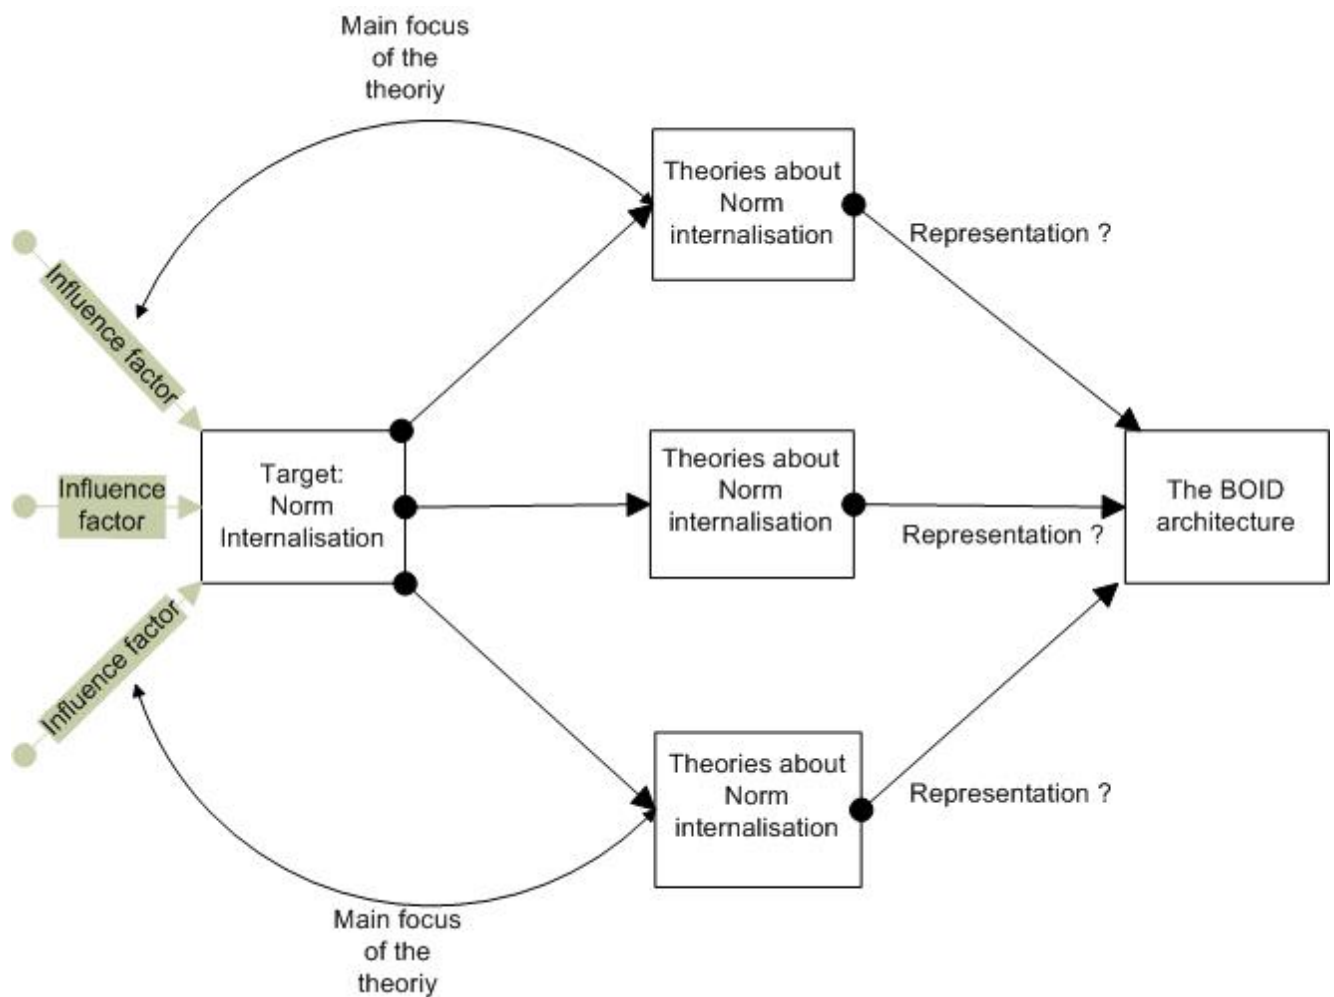 Main focus
of the
theoriy
Theories about
Norm
internalisation
Representation ?
Influence factor
Influence
factor
Influence factor
Target:
Norm
Internalisation
Theories about
Norm
internalisation
Representation ?
The BOID
architecture
Theories about
Norm
internalisation
Representation ?
Main focus
of the
theoriy